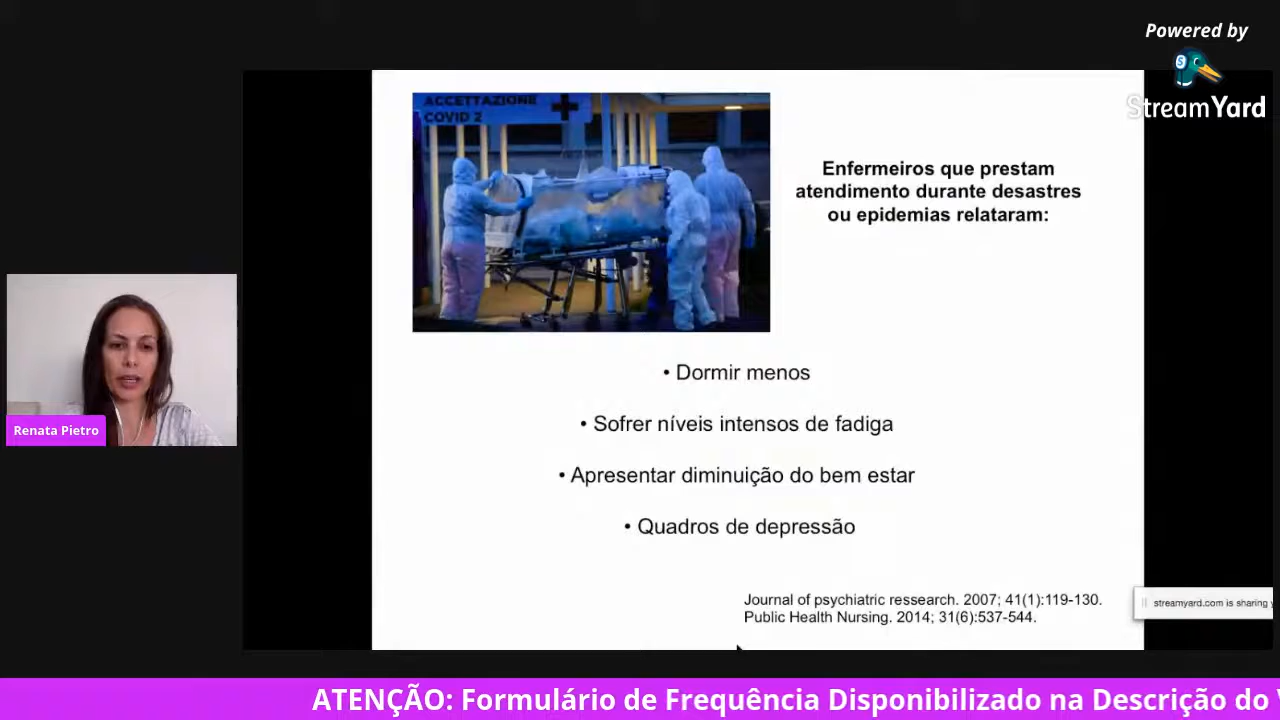 Powered by
StreamYard
ACCETTAZIONE
COVID 2
Enfermeiros que prestam
atendimento durante desastres
ou epidemias relataram:
Renata Pietro
• Dormir menos
• Sofrer níveis intensos de fadiga
• Apresentar diminuição do bem estar
• Quadros de depressão
Journal of psychiatric ressearch. 2007; 41(1):119-130.
Public Health Nursing. 2014; 31(6):537-544.
streamyard.com is sharing
ATENÇÃO: Formulário de Frequência Disponibilizado na Descrição do